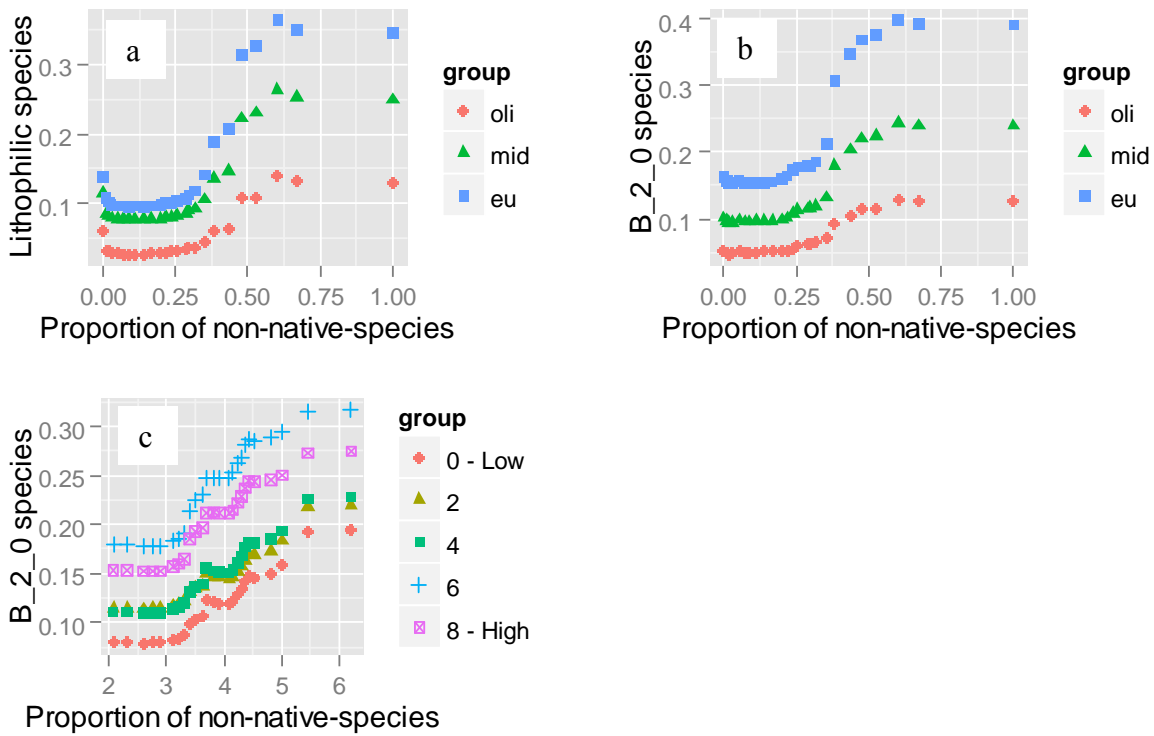 a
Lithophilic species
0.3
0.2
0.1
0.00 0.25 0.50 0.75 1.00
Proportion of non-native-species
group
oli
mid
eu
b
B_2_0 species
0.4
0.3
0.2
0.1
0.00 0.25 0.50 0.75 1.00
Proportion of non-native-species
group
oli
mid
eu
c
B_2_0 species
0.30
0.25
0.20
0.15
0.10
2 3 4 5 6
Proportion of non-native-species
group
0 - Low
2
4
6
8 - High